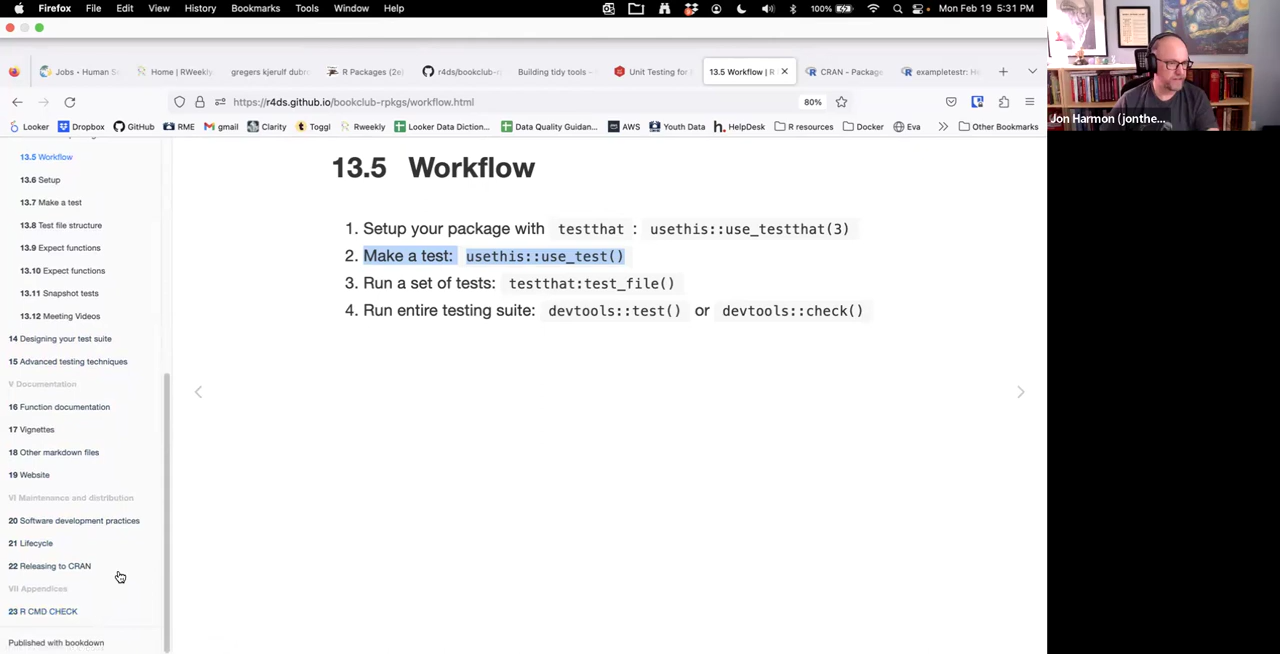 Firefox File Edit View History Bookmarks Tools Window Help 100% Mon Feb 19 5:31 PM
Jobs - Human Home | RWeekly gregers kjerulf dubro R Packages (2e) r4ds/bookclub-r Building tidy tools - Unit Testing for 13.5 Workflow | R CRAN - Package exampletestr: He
https://r4ds.github.io/bookclub-rpkgs/workflow.html 80%
Looker Dropbox GitHub RME gmail Clarity Toggl Rweekly Looker Data Diction... Data Quality Guidan... AWS Youth Data HelpDesk R resources Docker Eva Other Bookmarks
Jon Harmon (jonthe...
13.5 Workflow
13.6 Setup
13.7 Make a test
13.8 Test file structure
13.9 Expect functions
13.10 Expect functions
13.11 Snapshot tests
13.12 Meeting Videos
14 Designing your test suite
15 Advanced testing techniques
V Documentation
16 Function documentation
17 Vignettes
18 Other markdown files
19 Website
VI Maintenance and distribution
20 Software development practices
21 Lifecycle
22 Releasing to CRAN
VII Appendices
23 R CMD CHECK
Published with bookdown
13.5 Workflow
1. Setup your package with testthat : usethis::use_testthat(3)
2. Make a test: usethis::use_test()
3. Run a set of tests: testthat:test_file()
4. Run entire testing suite: devtools::test() or devtools::check()